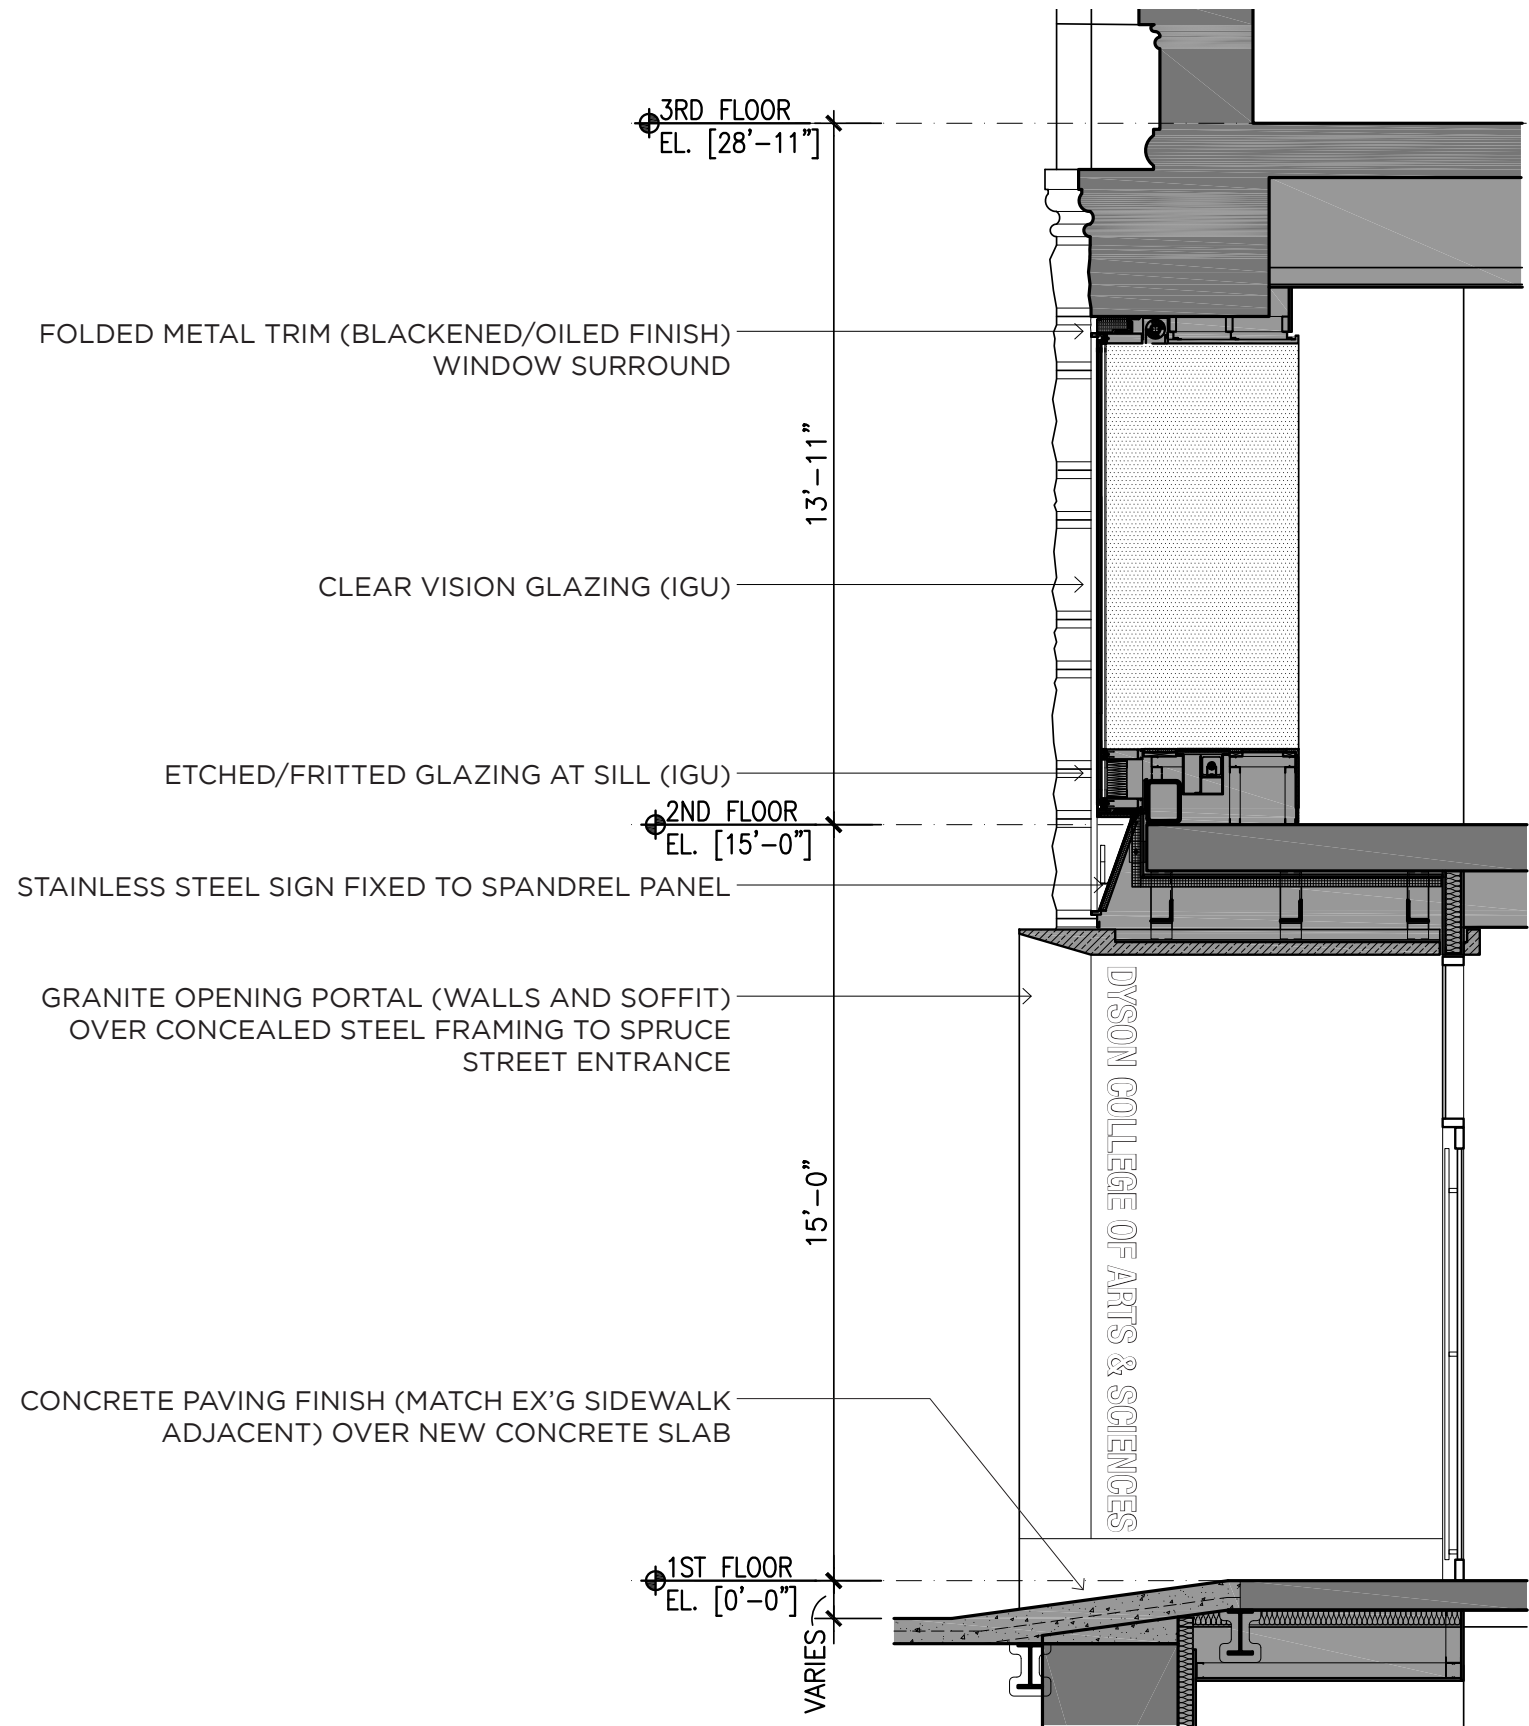 3RD FLOOR
EL. [28'-11"]
FOLDED METAL TRIM (BLACKENED/OILED FINISH)
WINDOW SURROUND
13'-11"
CLEAR VISION GLAZING (IGU)
ETCHED/FRITTED GLAZING AT SILL (IGU)
2ND FLOOR
EL. [15'-0"]
STAINLESS STEEL SIGN FIXED TO SPANDREL PANEL
GRANITE OPENING PORTAL (WALLS AND SOFFIT)
OVER CONCEALED STEEL FRAMING TO SPRUCE
STREET ENTRANCE
DYSON COLLEGE OF ARTS & SCIENCES
15'-0"
CONCRETE PAVING FINISH (MATCH EX'G SIDEWALK
ADJACENT) OVER NEW CONCRETE SLAB
1ST FLOOR
EL. [0'-0"]
VARIES